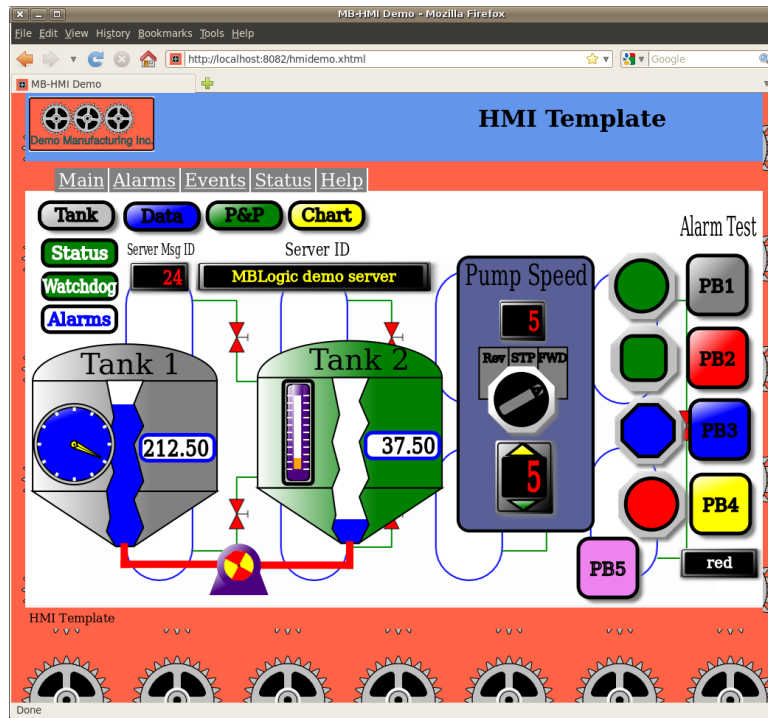 MB-HMI Demo - Mozilla Firefox
File Edit View History Bookmarks Tools Help
http://localhost:8082/hmidemo.xhtml
Google
MB-HMI Demo
Demo Manufacturing Inc.
HMI Template
Main Alarms Events Status Help
Tank Data P&P Chart
Alarm Test
Status
Server Msg ID
Server ID
Watchdog
24
MBLogic demo server
Alarms
Pump Speed
5
Rev STP FWD
5
PB1
PB2
PB3
PB4
PB5
red
Tank 1
Tank 2
212.50
37.50
HMI Template
Done